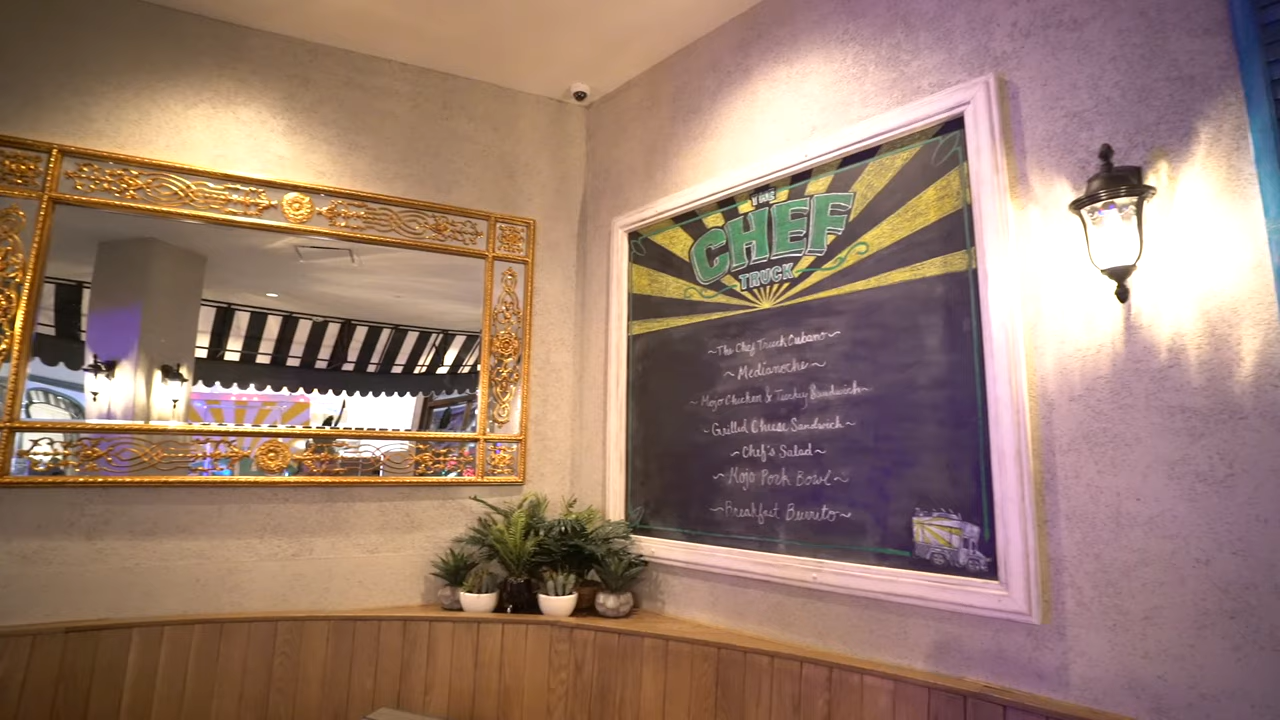 THE
CHEF
TRUCK
~The Chef Truck Cubano~
~Medianoche~
~Mojo Chicken & Turkey Sandwich~
~Grilled Cheese Sandwich~
~Chef's Salad~
~Mojo Pork Bowl~
~Breakfast Burrito~